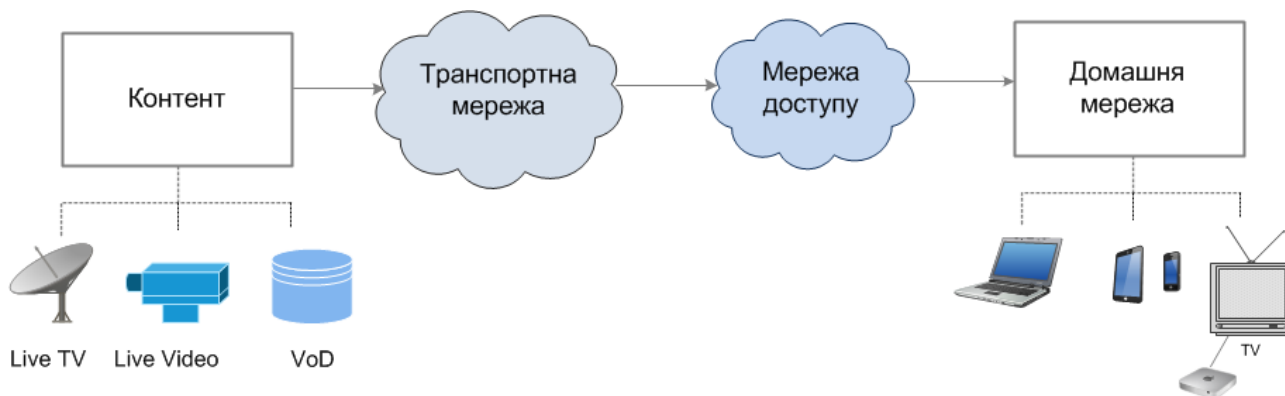 Контент
Транспортна
мережа
Мережа
доступу
Домашня
мережа
Live TV
Live Video
VoD
TV